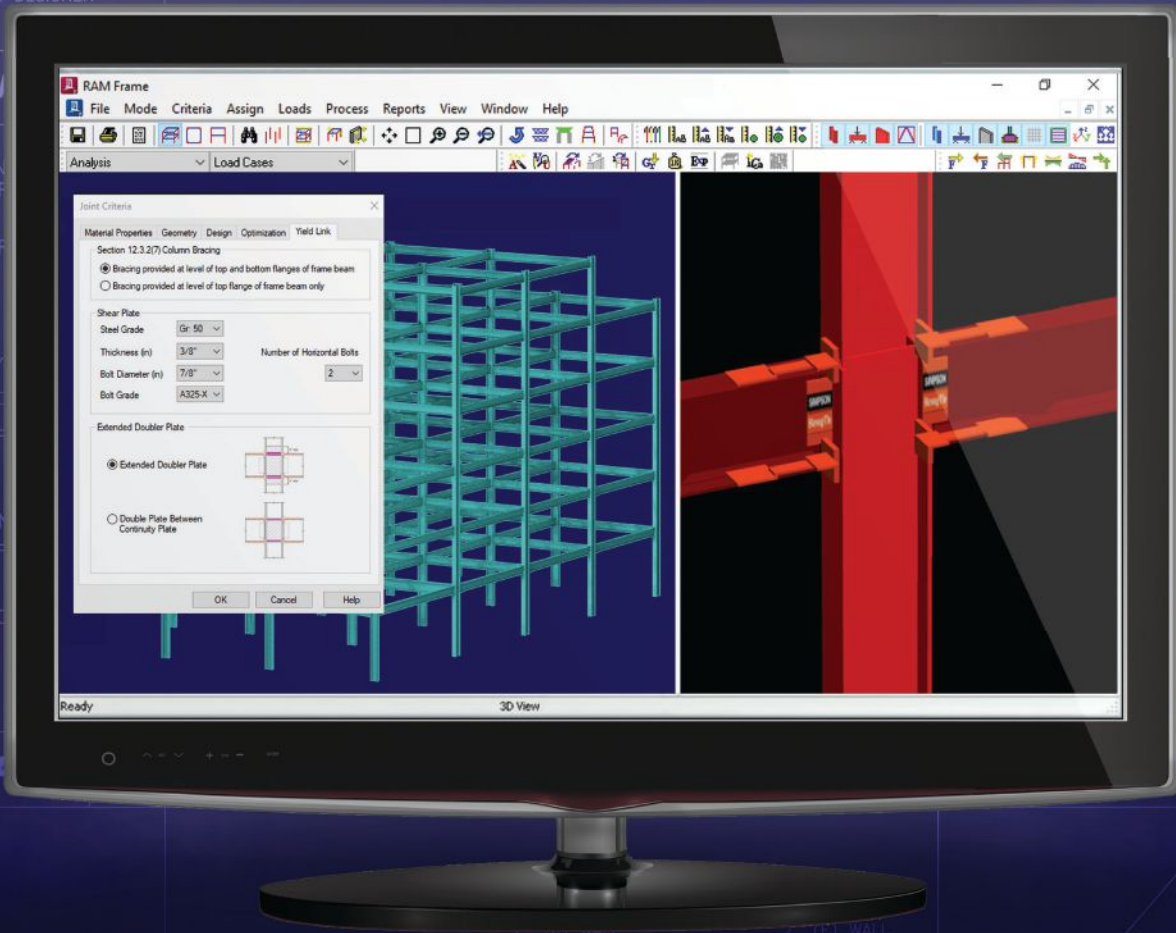 RAM Frame
File Mode Criteria Assign Loads Process Reports View Window Help
Analysis Load Cases
Joint Criteria
Material Properties Geometry Design Optimization Yield Link
Section 12.3.2(7) Column Bracing
Bracing provided at level of top and bottom flanges of frame beam
Bracing provided at level of top flange of frame beam only
Shear Plate
Steel Grade Gr. 50
Thickness (in) 3/8" Number of Horizontal Bolts
Bolt Diameter (in) 7/8" 2
Bolt Grade A325-X
Extended Doubler Plate
Extended Doubler Plate
Double Plate Between
Continuity Plate
OK Cancel Help
SIMPSON
Strong-Tie
SIMPSON
Strong-Tie
Ready 3D View